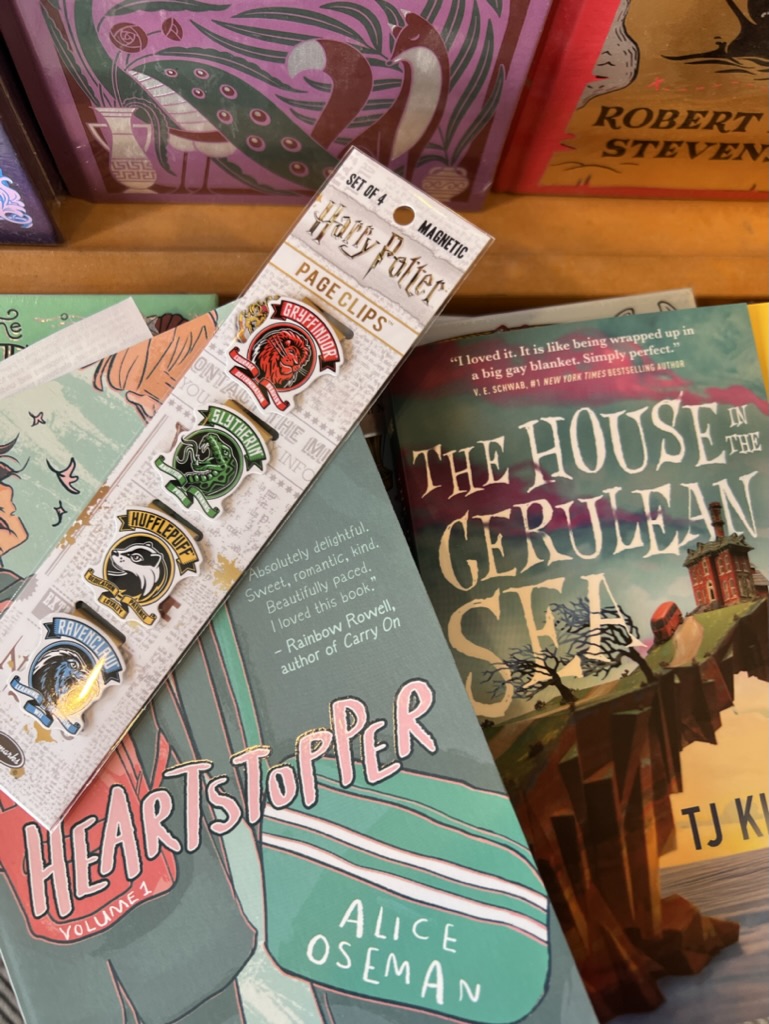 ROBERT
STEVENS
SET OF 4
MAGNETIC
Harry Potter
PAGE CLIPS™
GRYFFINDOR
SLYTHERIN
HUFFLEPUFF
RAVENCLAW
"I loved it. It is like being wrapped up in
a big gay blanket. Simply perfect."
V. E. SCHWAB, #1 NEW YORK TIMES BESTSELLING AUTHOR
THE HOUSE IN THE
CERULEAN
SEA
TJ KL
Absolutely delightful.
Sweet, romantic, kind.
Beautifully paced.
I loved this book."
– Rainbow Rowell,
author of Carry On
HEARTSTOPPER
VOLUME 1
ALICE
OSEMAN